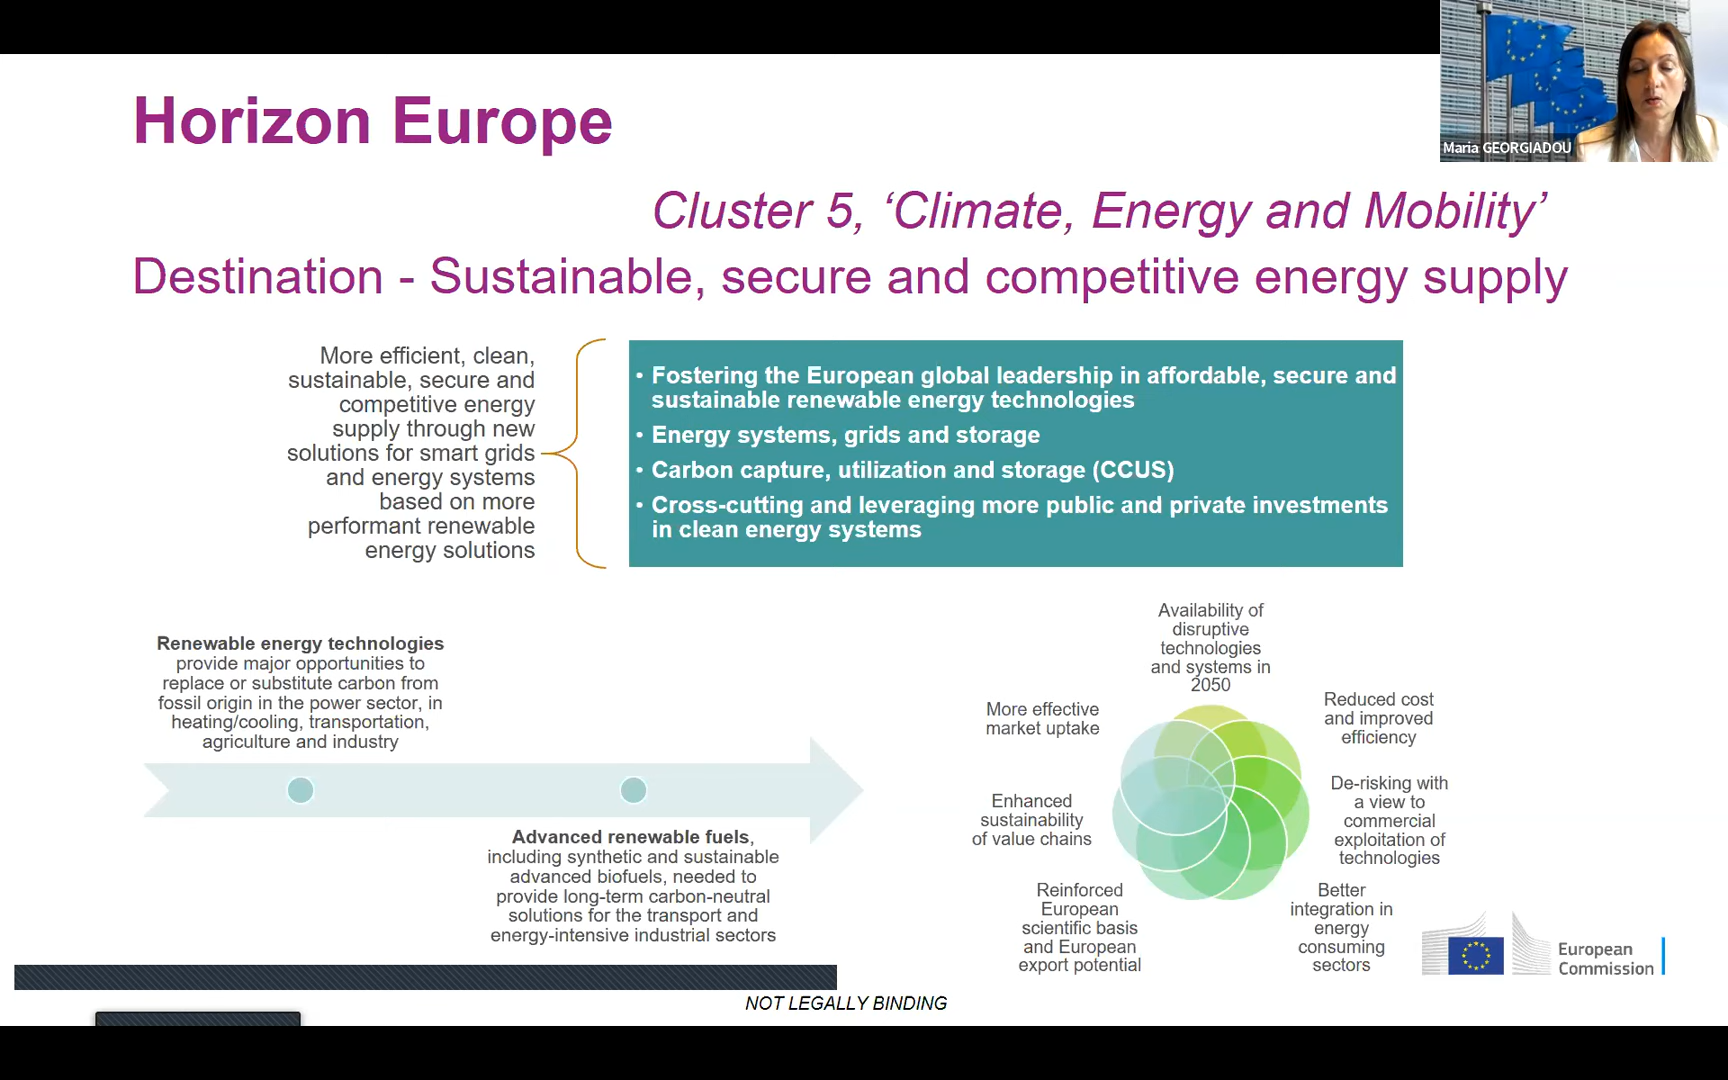 Maria GEORGIADOU
Horizon Europe
Cluster 5, ‘Climate, Energy and Mobility’
Destination - Sustainable, secure and competitive energy supply
More efficient, clean,
sustainable, secure and
competitive energy
supply through new
solutions for smart grids
and energy systems
based on more
performant renewable
energy solutions
• Fostering the European global leadership in affordable, secure and
sustainable renewable energy technologies
• Energy systems, grids and storage
• Carbon capture, utilization and storage (CCUS)
• Cross-cutting and leveraging more public and private investments
in clean energy systems
Renewable energy technologies
provide major opportunities to
replace or substitute carbon from
fossil origin in the power sector, in
heating/cooling, transportation,
agriculture and industry
Advanced renewable fuels,
including synthetic and sustainable
advanced biofuels, needed to
provide long-term carbon-neutral
solutions for the transport and
energy-intensive industrial sectors
Availability of
disruptive
technologies
and systems in
2050
Reduced cost
and improved
efficiency
De-risking with
a view to
commercial
exploitation of
technologies
Better
integration in
energy
consuming
sectors
Reinforced
European
scientific basis
and European
export potential
Enhanced
sustainability
of value chains
More effective
market uptake
European
Commission
NOT LEGALLY BINDING